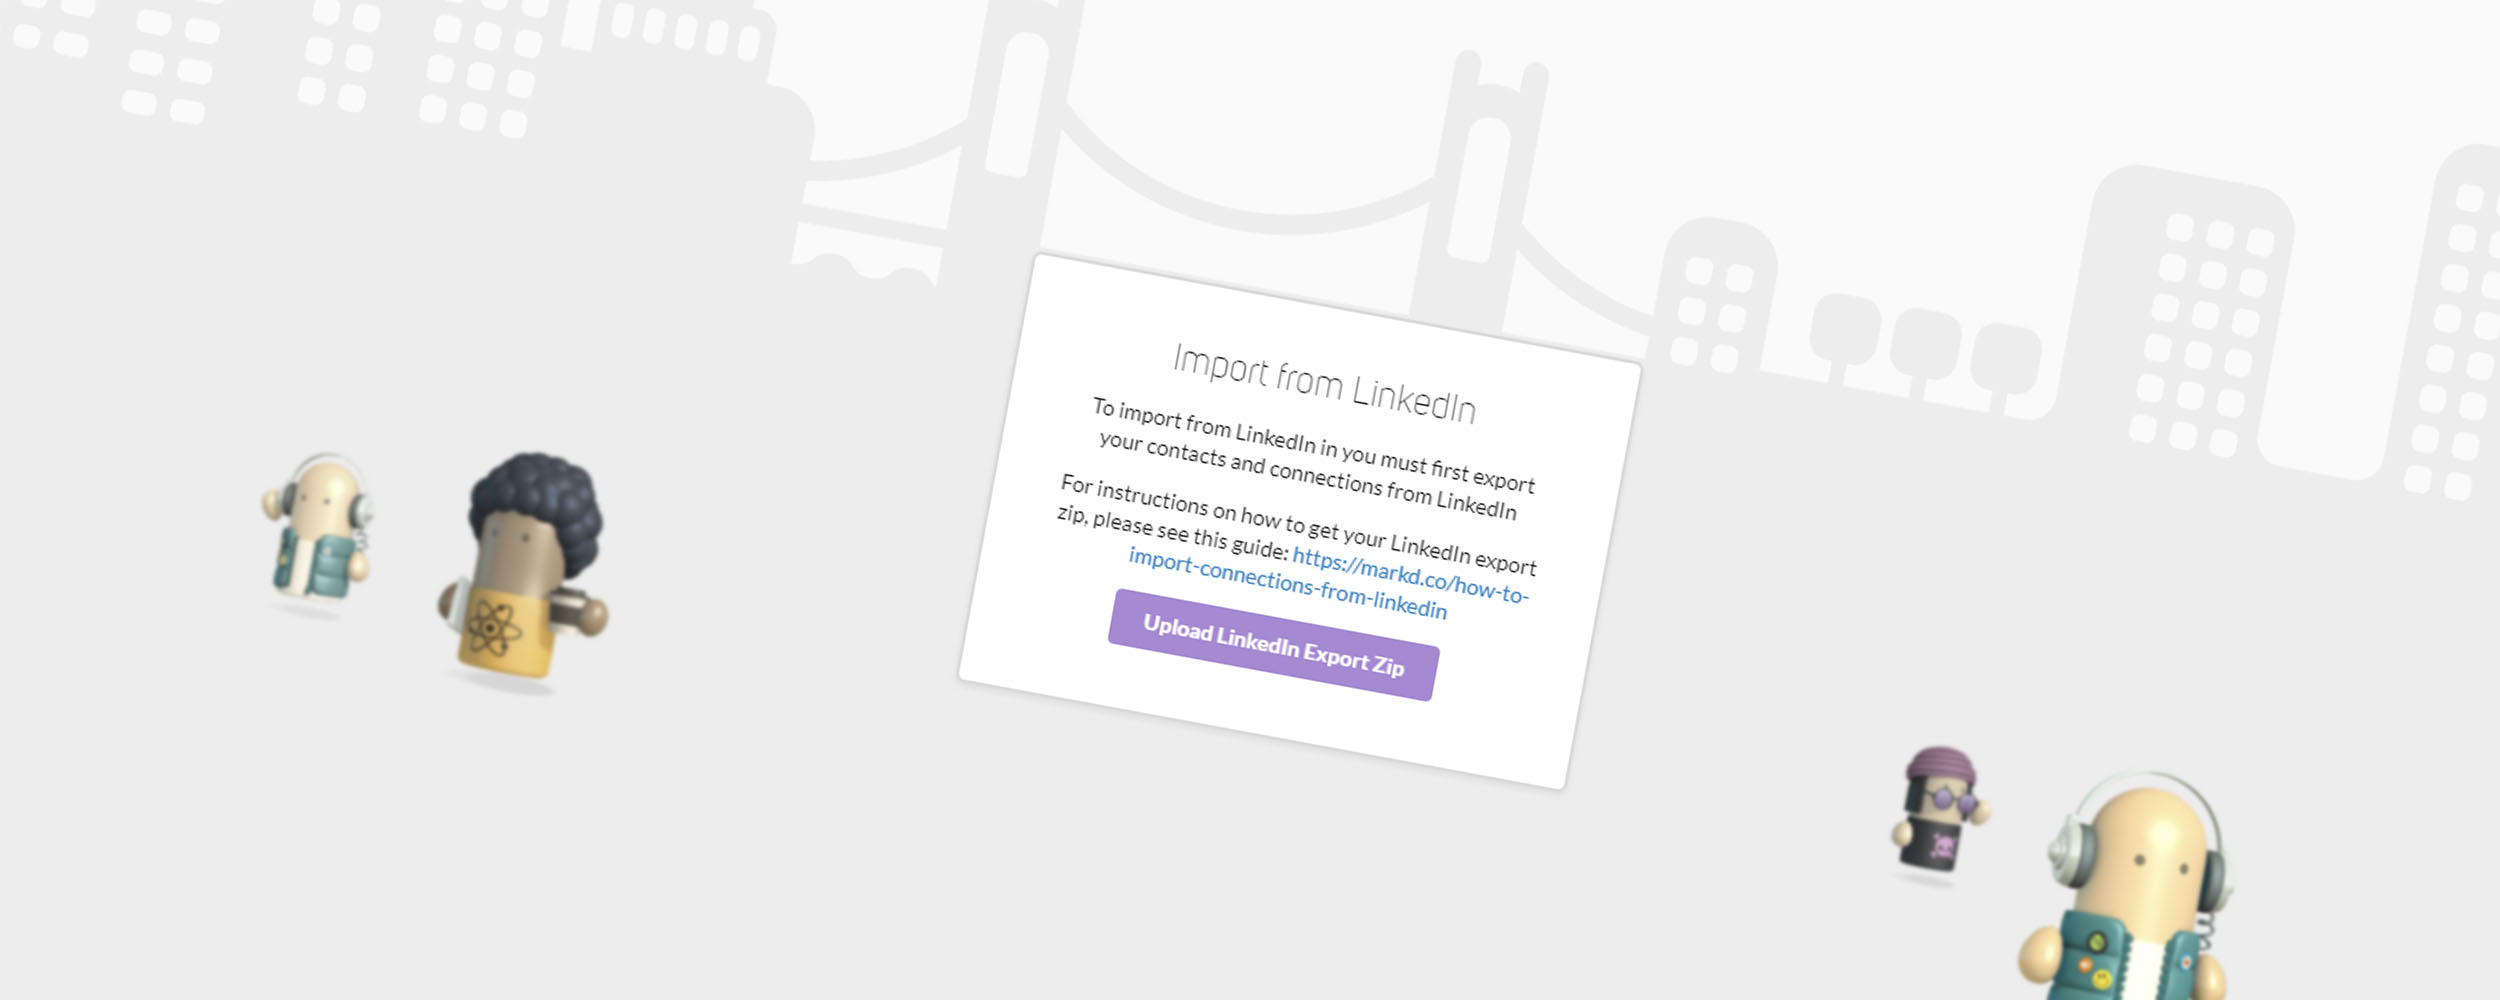 Import from LinkedIn
To import from LinkedIn in you must first export
your contacts and connections from LinkedIn
For instructions on how to get your LinkedIn export
zip, please see this guide: https://markd.co/how-to-
import-connections-from-linkedin
Upload LinkedIn Export Zip